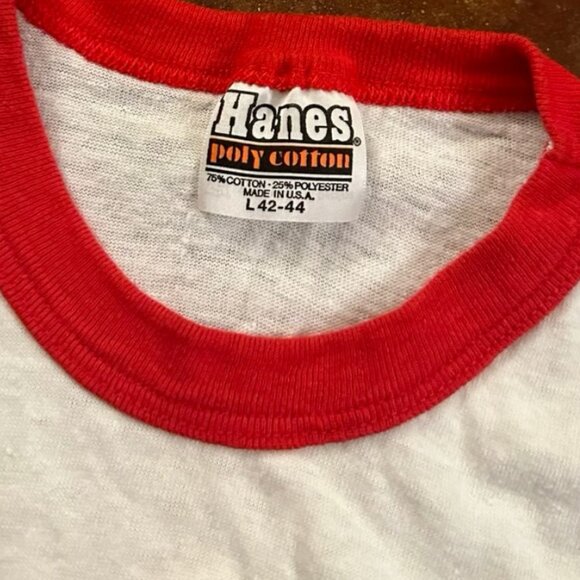 Hanes®
poly cotton
75% COTTON - 25% POLYESTER
MADE IN U.S.A.
L 42-44